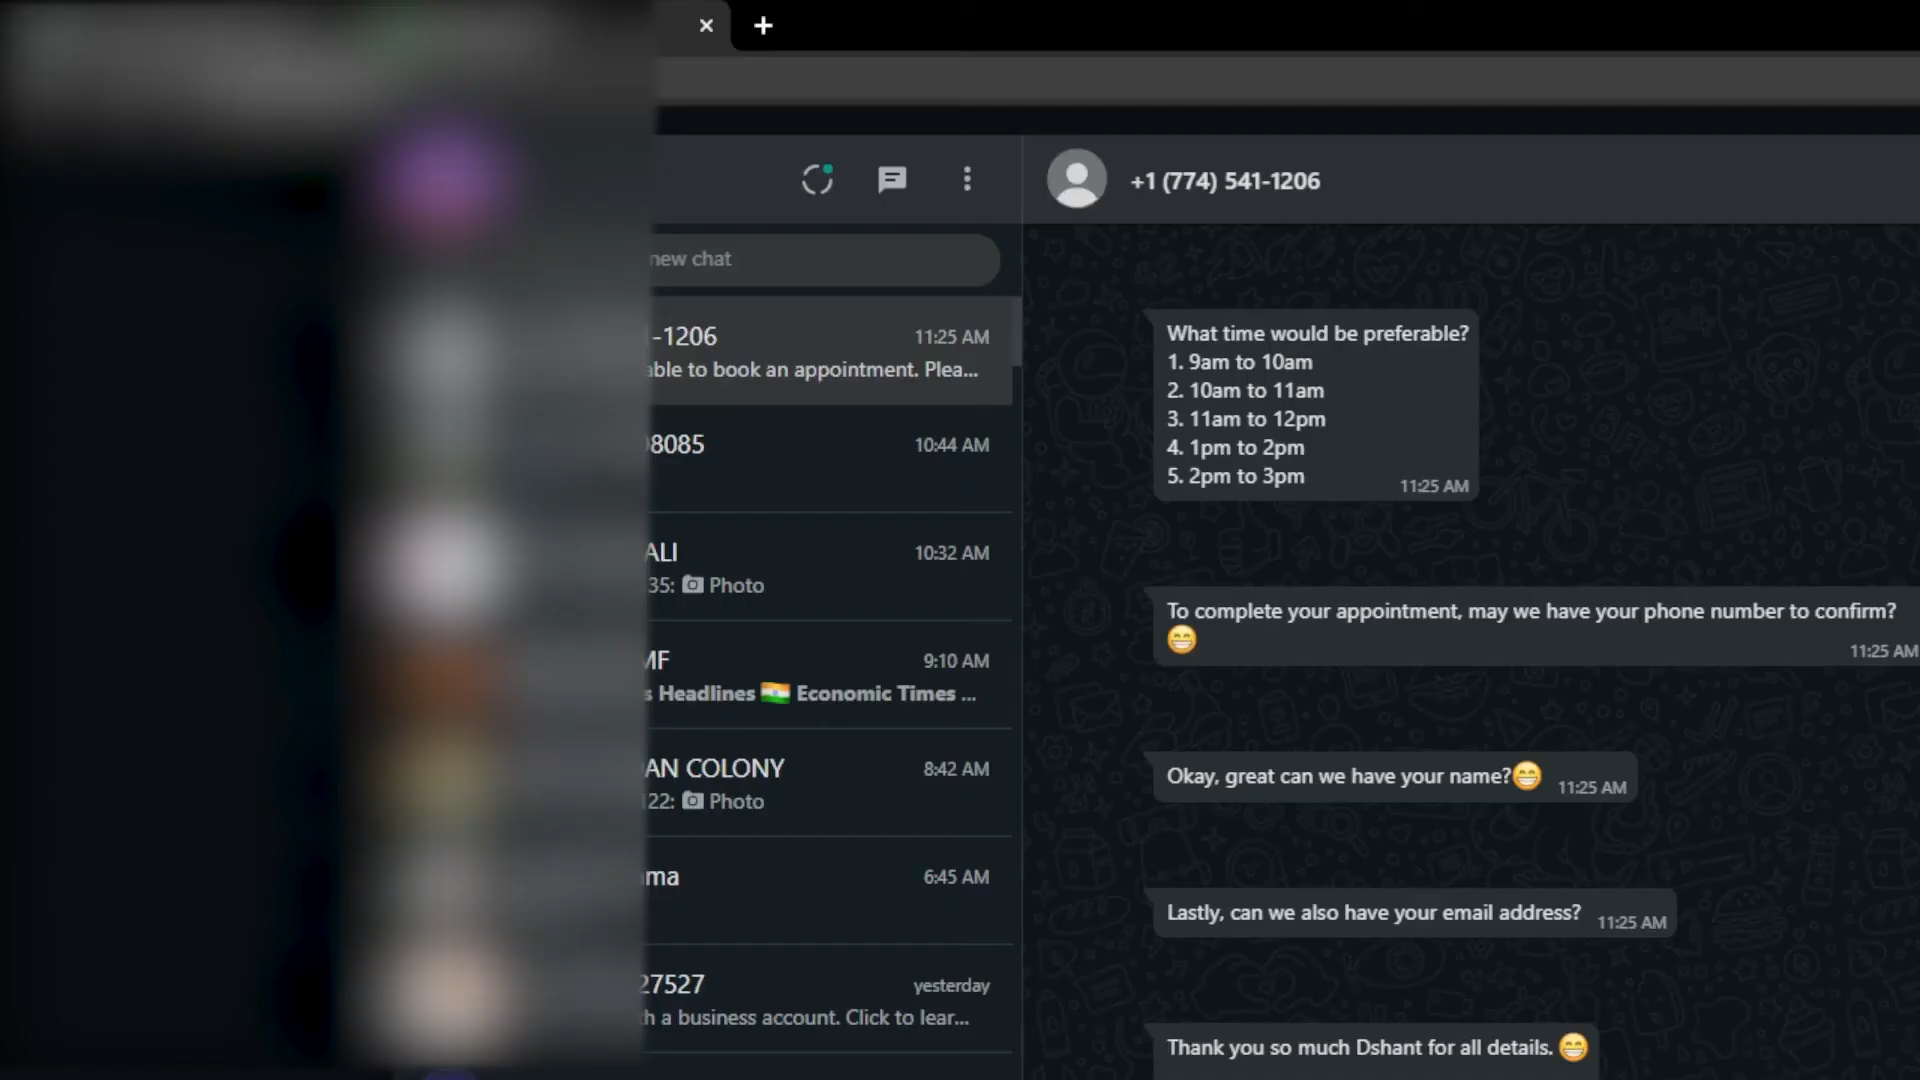 +1 (774) 541-1206
new chat
-1206
11:25 AM
able to book an appointment. Plea...
8085
10:44 AM
ALI
10:32 AM
35: Photo
MF
9:10 AM
s Headlines 🇮🇳 Economic Times ...
AN COLONY
8:42 AM
122: Photo
ma
6:45 AM
27527
yesterday
h a business account. Click to lear...
What time would be preferable?
1. 9am to 10am
2. 10am to 11am
3. 11am to 12pm
4. 1pm to 2pm
5. 2pm to 3pm
11:25 AM
To complete your appointment, may we have your phone number to confirm?
😁
11:25 AM
Okay, great can we have your name?😁 11:25 AM
Lastly, can we also have your email address? 11:25 AM
Thank you so much Dshant for all details. 😁